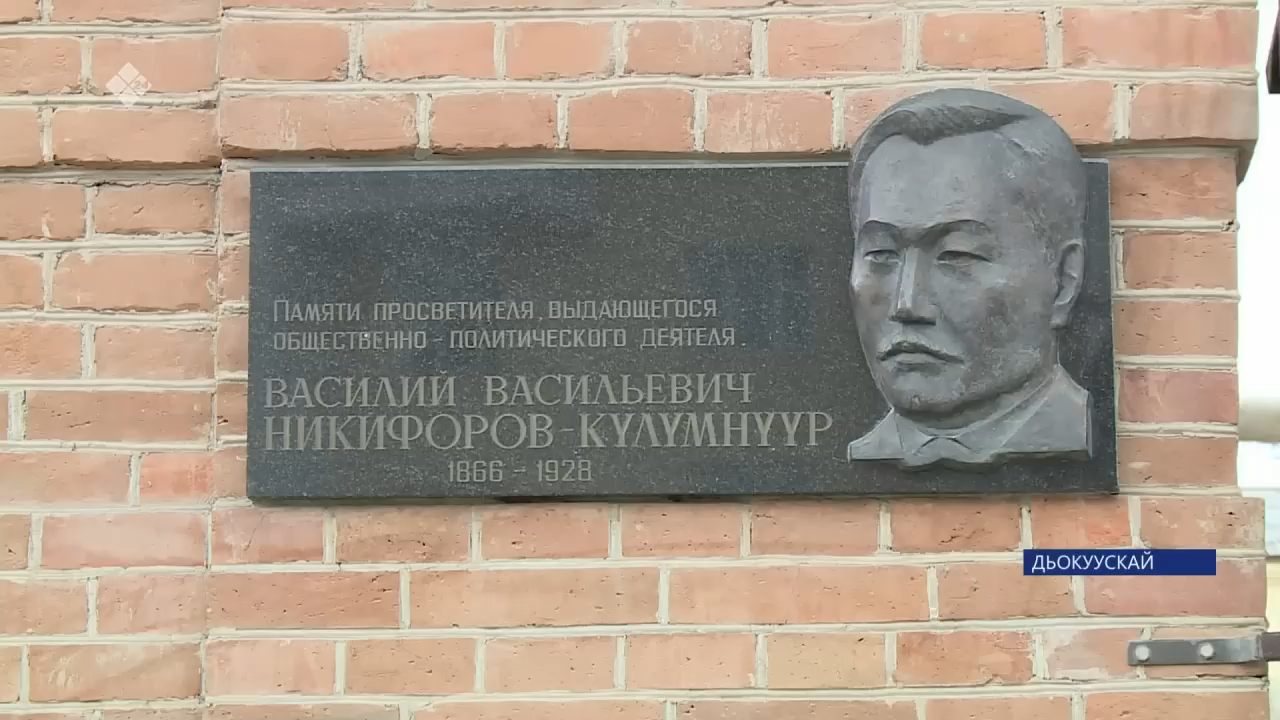 Памяти просветителя, выдающегося
общественно - политического деятеля.
ВАСИЛИЙ ВАСИЛЬЕВИЧ
НИКИФОРОВ-КҮЛҮМНҮҮР
1866 - 1928
ДЬОКУУСКАЙ